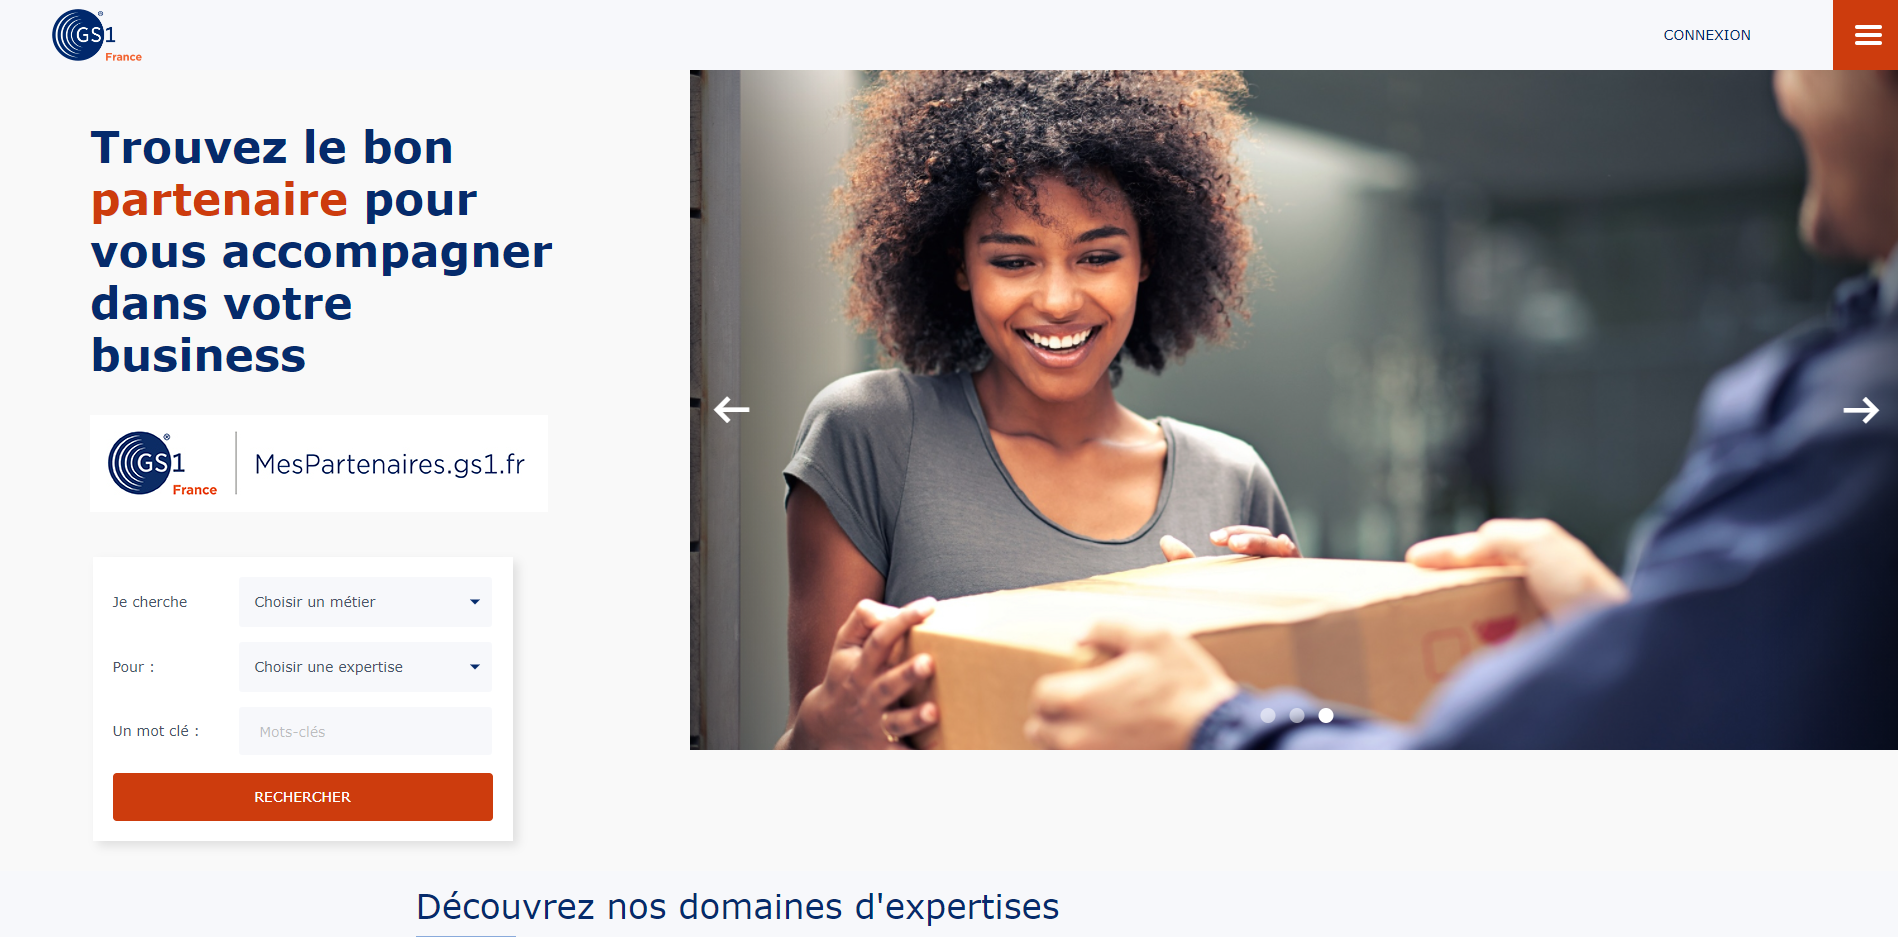 GS1
France
CONNEXION
Trouvez le bon
partenaire pour
vous accompagner
dans votre
business
GS1
France
MesPartenaires.gs1.fr
Je cherche
Choisir un métier
Pour :
Choisir une expertise
Un mot clé :
Mots-clés
RECHERCHER
Découvrez nos domaines d'expertises